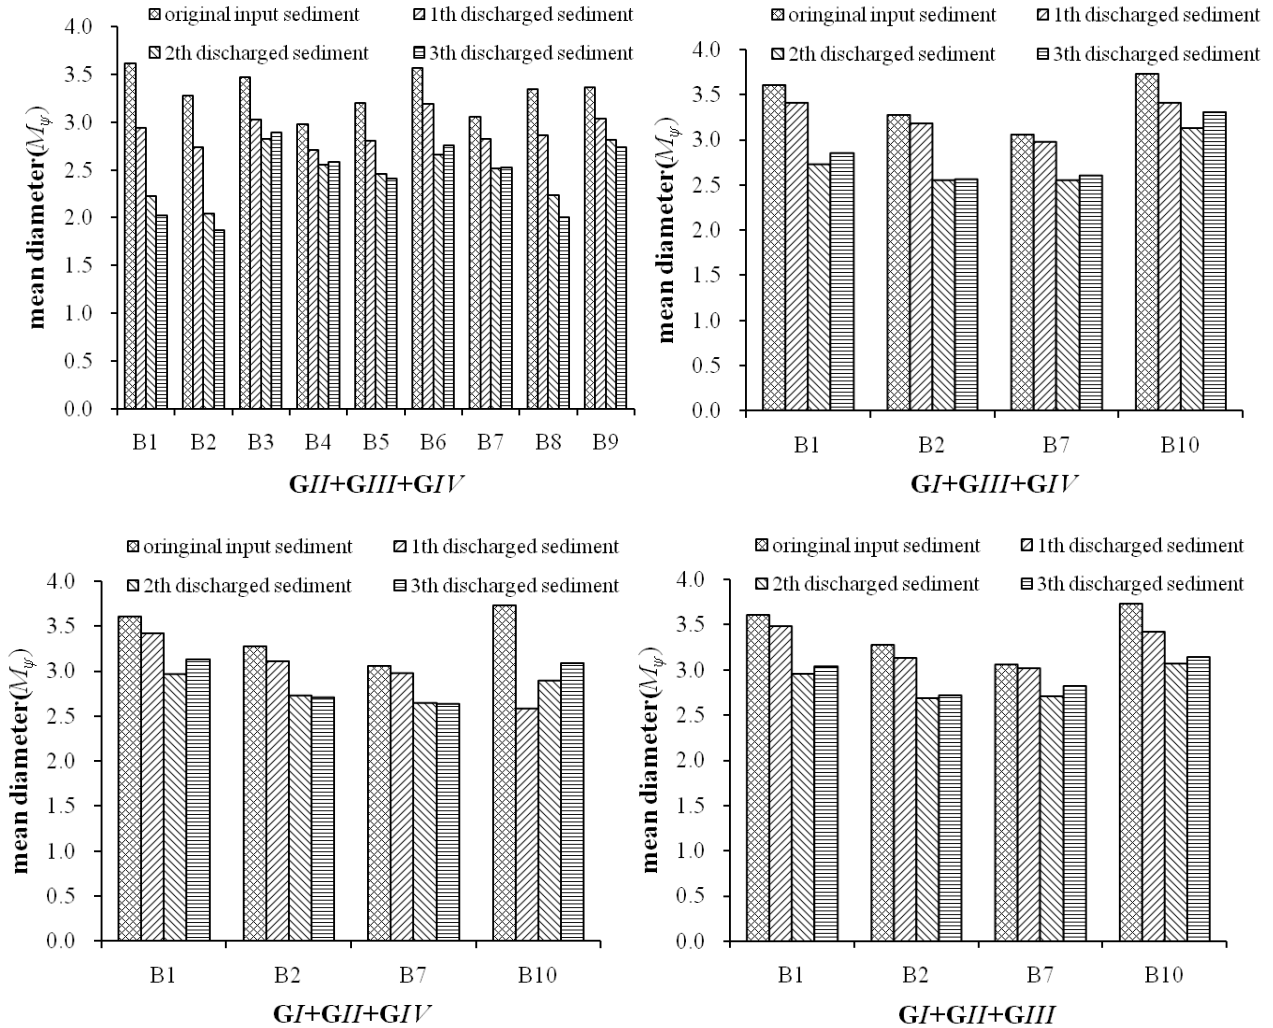 oringinal input sediment 1th discharged sediment
2th discharged sediment 3th discharged sediment
4.0
3.5
3.0
2.5
2.0
1.5
1.0
0.5
0.0
mean diameter(Mψ)
B1 B2 B3 B4 B5 B6 B7 B8 B9
GII+GIII+GIV
oringinal input sediment 1th discharged sediment
2th discharged sediment 3th discharged sediment
4.0
3.5
3.0
2.5
2.0
1.5
1.0
0.5
0.0
mean diameter(Mψ)
B1 B2 B7 B10
GI+GIII+GIV
oringinal input sediment 1th discharged sediment
2th discharged sediment 3th discharged sediment
4.0
3.5
3.0
2.5
2.0
1.5
1.0
0.5
0.0
mean diameter(Mψ)
B1 B2 B7 B10
GI+GII+GIV
oringinal input sediment 1th discharged sediment
2th discharged sediment 3th discharged sediment
4.0
3.5
3.0
2.5
2.0
1.5
1.0
0.5
0.0
mean diameter(Mψ)
B1 B2 B7 B10
GI+GII+GIII